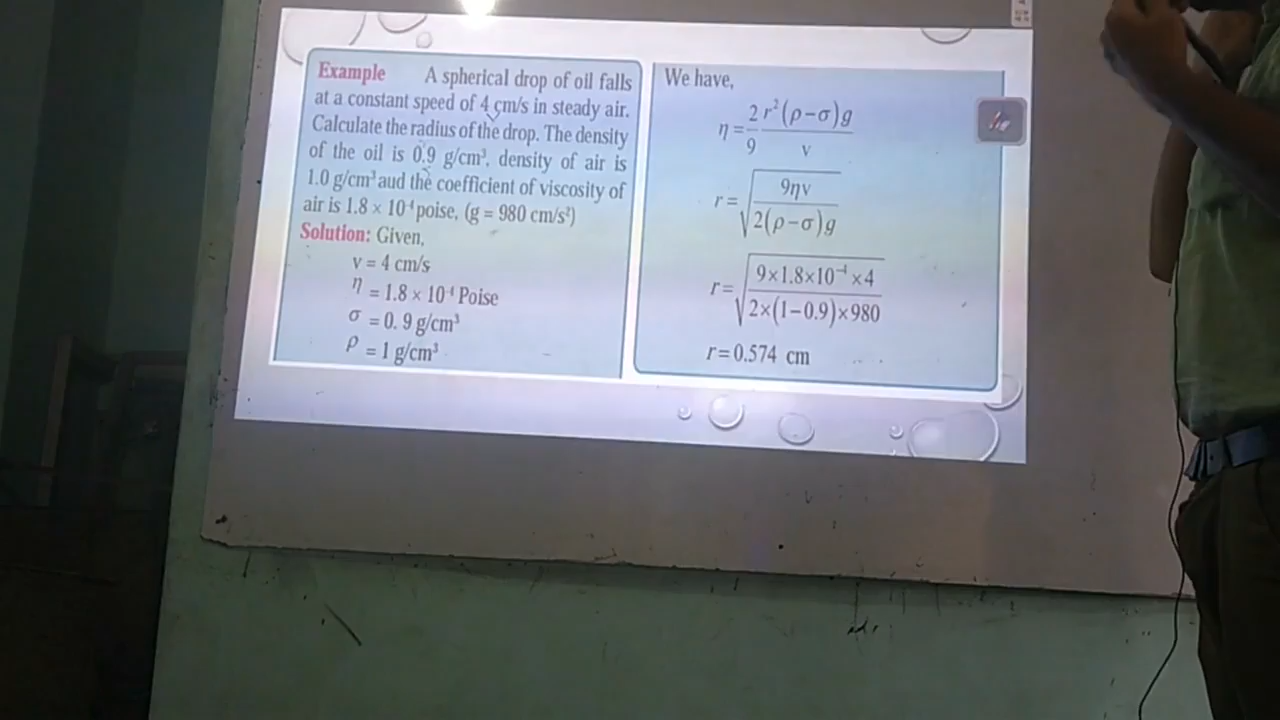 Example A spherical drop of oil falls
at a constant speed of 4 cm/s in steady air.
Calculate the radius of the drop. The density
of the oil is 0.9 g/cm³, density of air is
1.0 g/cm³ aud the coefficient of viscosity of
air is 1.8 × 10⁻⁴ poise, (g = 980 cm/s²)
Solution: Given,
v = 4 cm/s
η = 1.8 × 10⁻⁴ Poise
σ = 0. 9 g/cm³
ρ = 1 g/cm³
We have,
η = 2/9 r²(ρ−σ)g/v
r = √(9ηv/2(ρ−σ)g)
r = √(9×1.8×10⁻⁴×4/2×(1−0.9)×980)
r = 0.574 cm